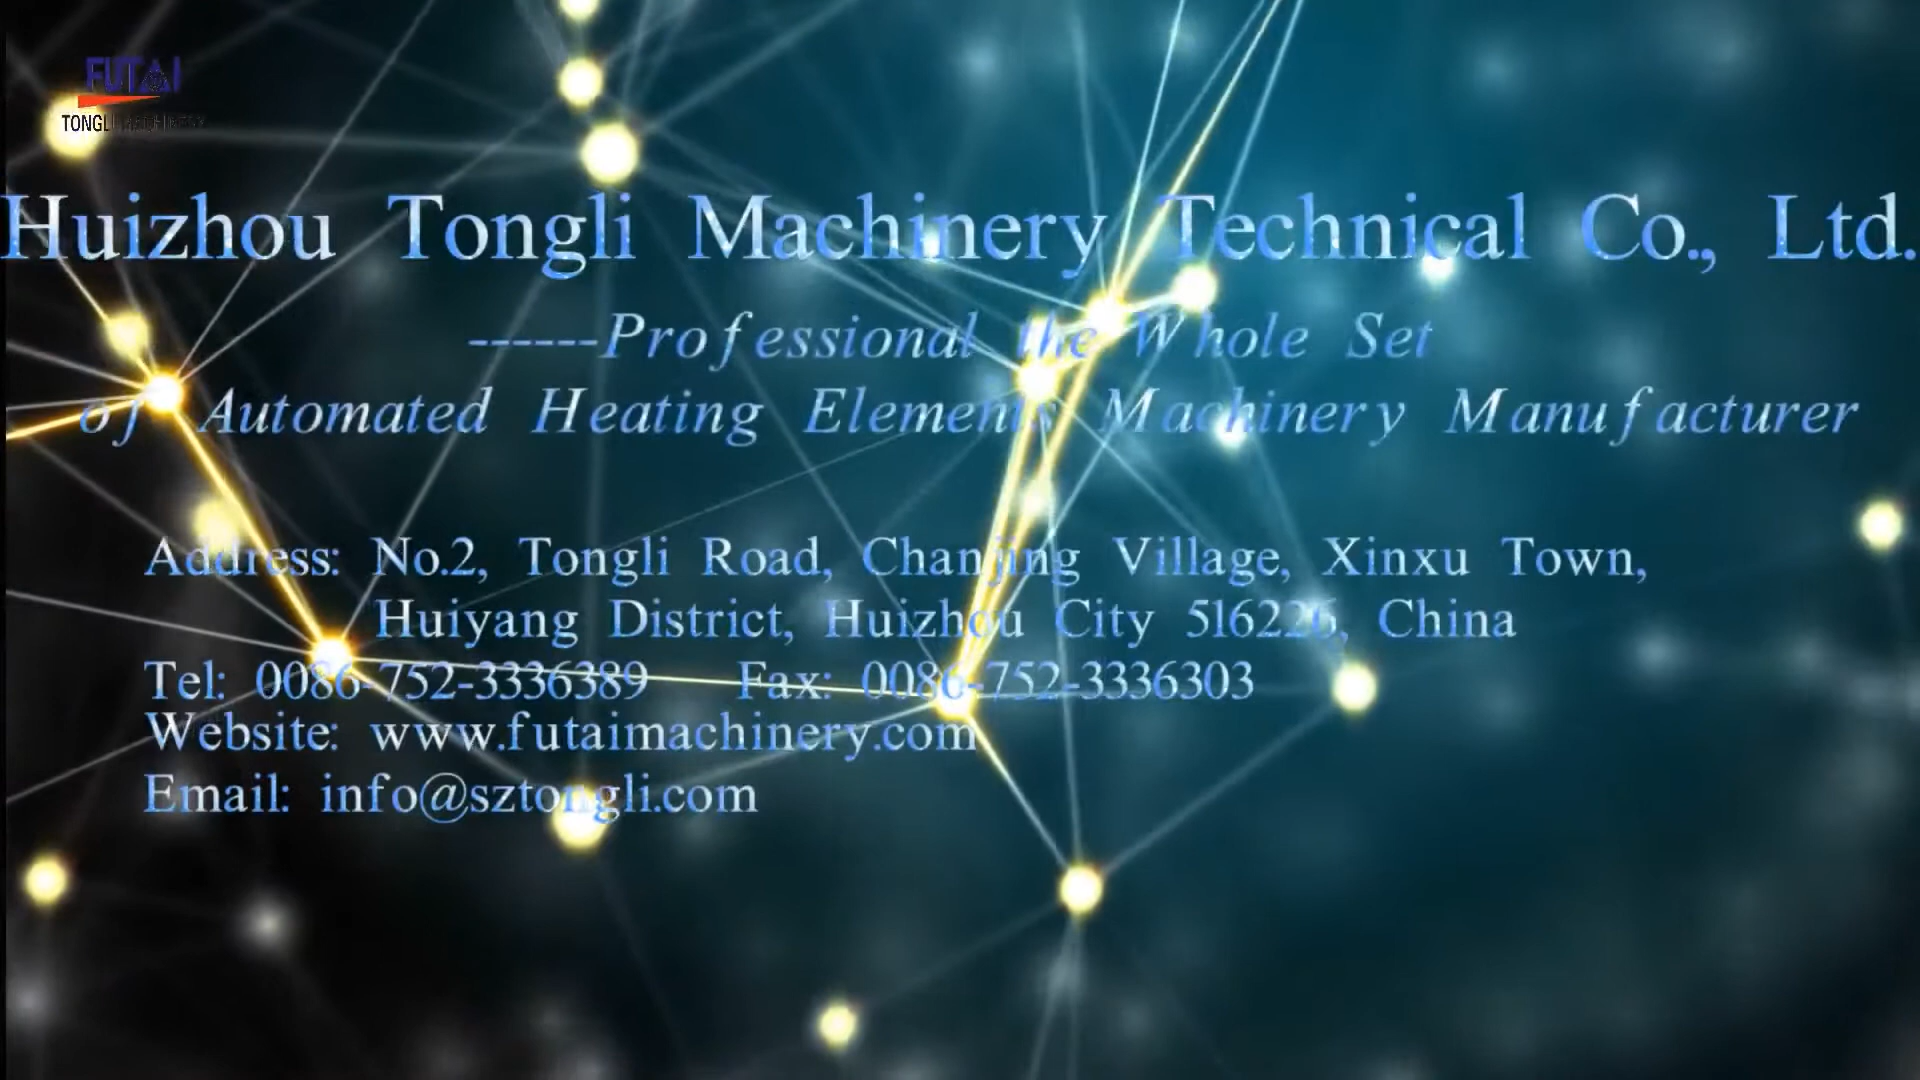 FUTAI
TONGLI MACHINERY
Huizhou Tongli Machinery Technical Co., Ltd.
------Professional the Whole Set
of Automated Heating Elements Machinery Manufacturer
Address: No.2, Tongli Road, Chanjing Village, Xinxu Town,
Huiyang District, Huizhou City 516226, China
Tel: 0086-752-3336389 Fax: 0086-752-3336303
Website: www.futaimachinery.com
Email: info@sztongli.com